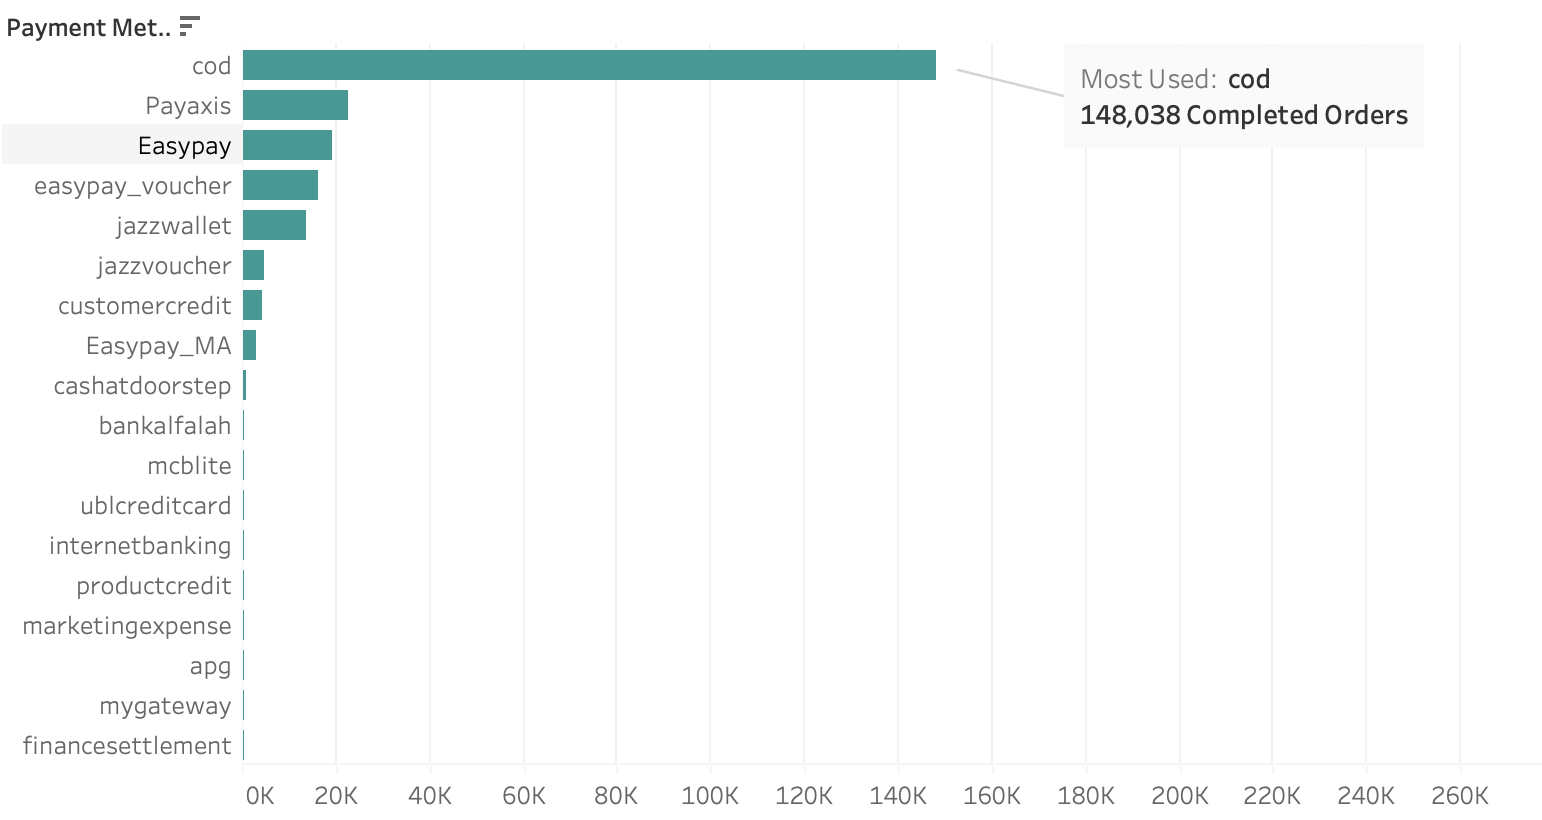 Payment Met..
cod
Most Used: cod
148,038 Completed Orders
Payaxis
Easypay
easypay_voucher
jazzwallet
jazzvoucher
customercredit
Easypay_MA
cashatdoorstep
bankalfalah
mcblite
ublcreditcard
internetbanking
productcredit
marketingexpense
apg
mygateway
financesettlement
0K 20K 40K 60K 80K 100K 120K 140K 160K 180K 200K 220K 240K 260K